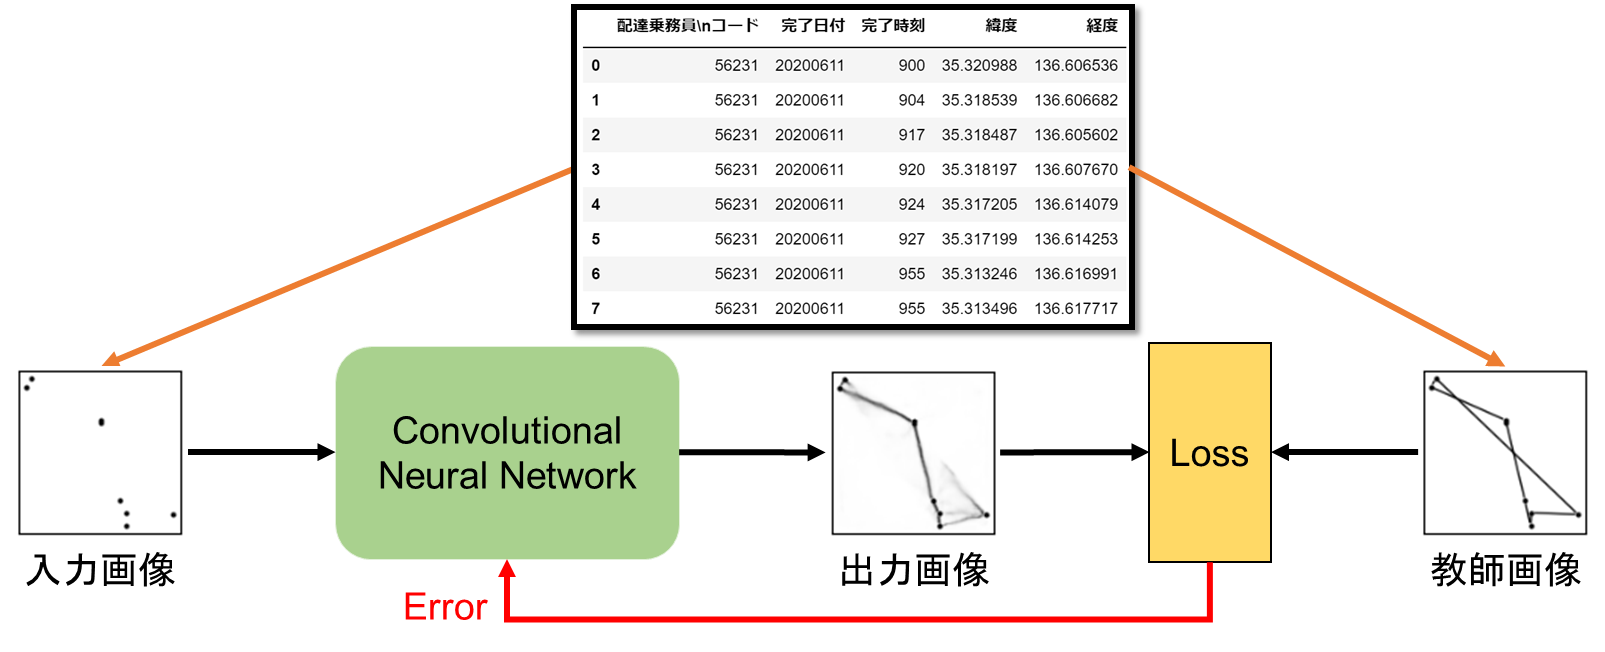 配達乗務員\nコード 完了日付 完了時刻 緯度 経度
0 56231 20200611 900 35.320988 136.606536
1 56231 20200611 904 35.318539 136.606682
2 56231 20200611 917 35.318487 136.605602
3 56231 20200611 920 35.318197 136.607670
4 56231 20200611 924 35.317205 136.614079
5 56231 20200611 927 35.317199 136.614253
6 56231 20200611 955 35.313246 136.616991
7 56231 20200611 955 35.313496 136.617717
Convolutional
Neural Network
Loss
入力画像
出力画像
教師画像
Error